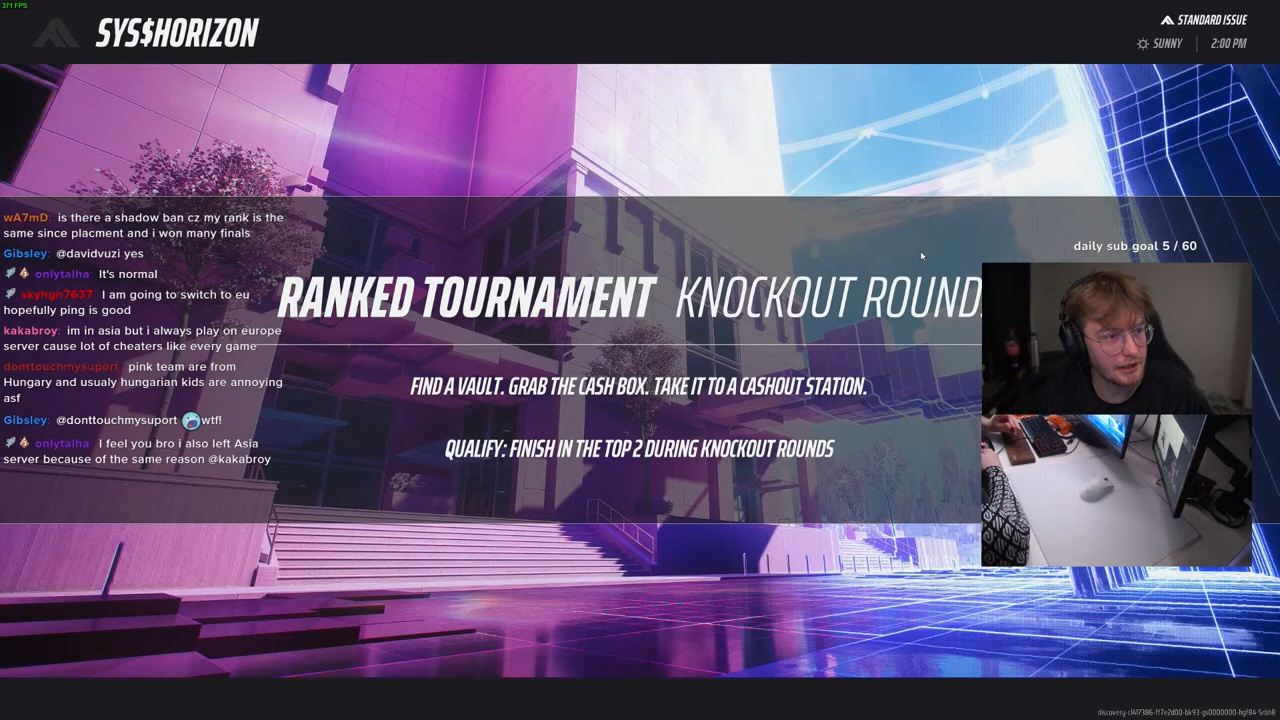 371 FPS
SYS$HORIZON
STANDARD ISSUE
SUNNY
2:00 PM
wA7mD: is there a shadow ban cz my rank is the
same since placment and i won many finals
Gibsley: @davidvuzi yes
onlytalha: It's normal
skyhgh7637: I am going to switch to eu
hopefully ping is good
kakabroy: im in asia but i always play on europe
server cause lot of cheaters like every game
donttouchmysuport: pink team are from
Hungary and usualy hungarian kids are annoying
asf
Gibsley: @donttouchmysuport wtf!
onlytalha: I feel you bro i also left Asia
server because of the same reason @kakabroy
RANKED TOURNAMENT KNOCKOUT ROUND
FIND A VAULT. GRAB THE CASH BOX. TAKE IT TO A CASHOUT STATION.
QUALIFY: FINISH IN THE TOP 2 DURING KNOCKOUT ROUNDS
daily sub goal 5 / 60